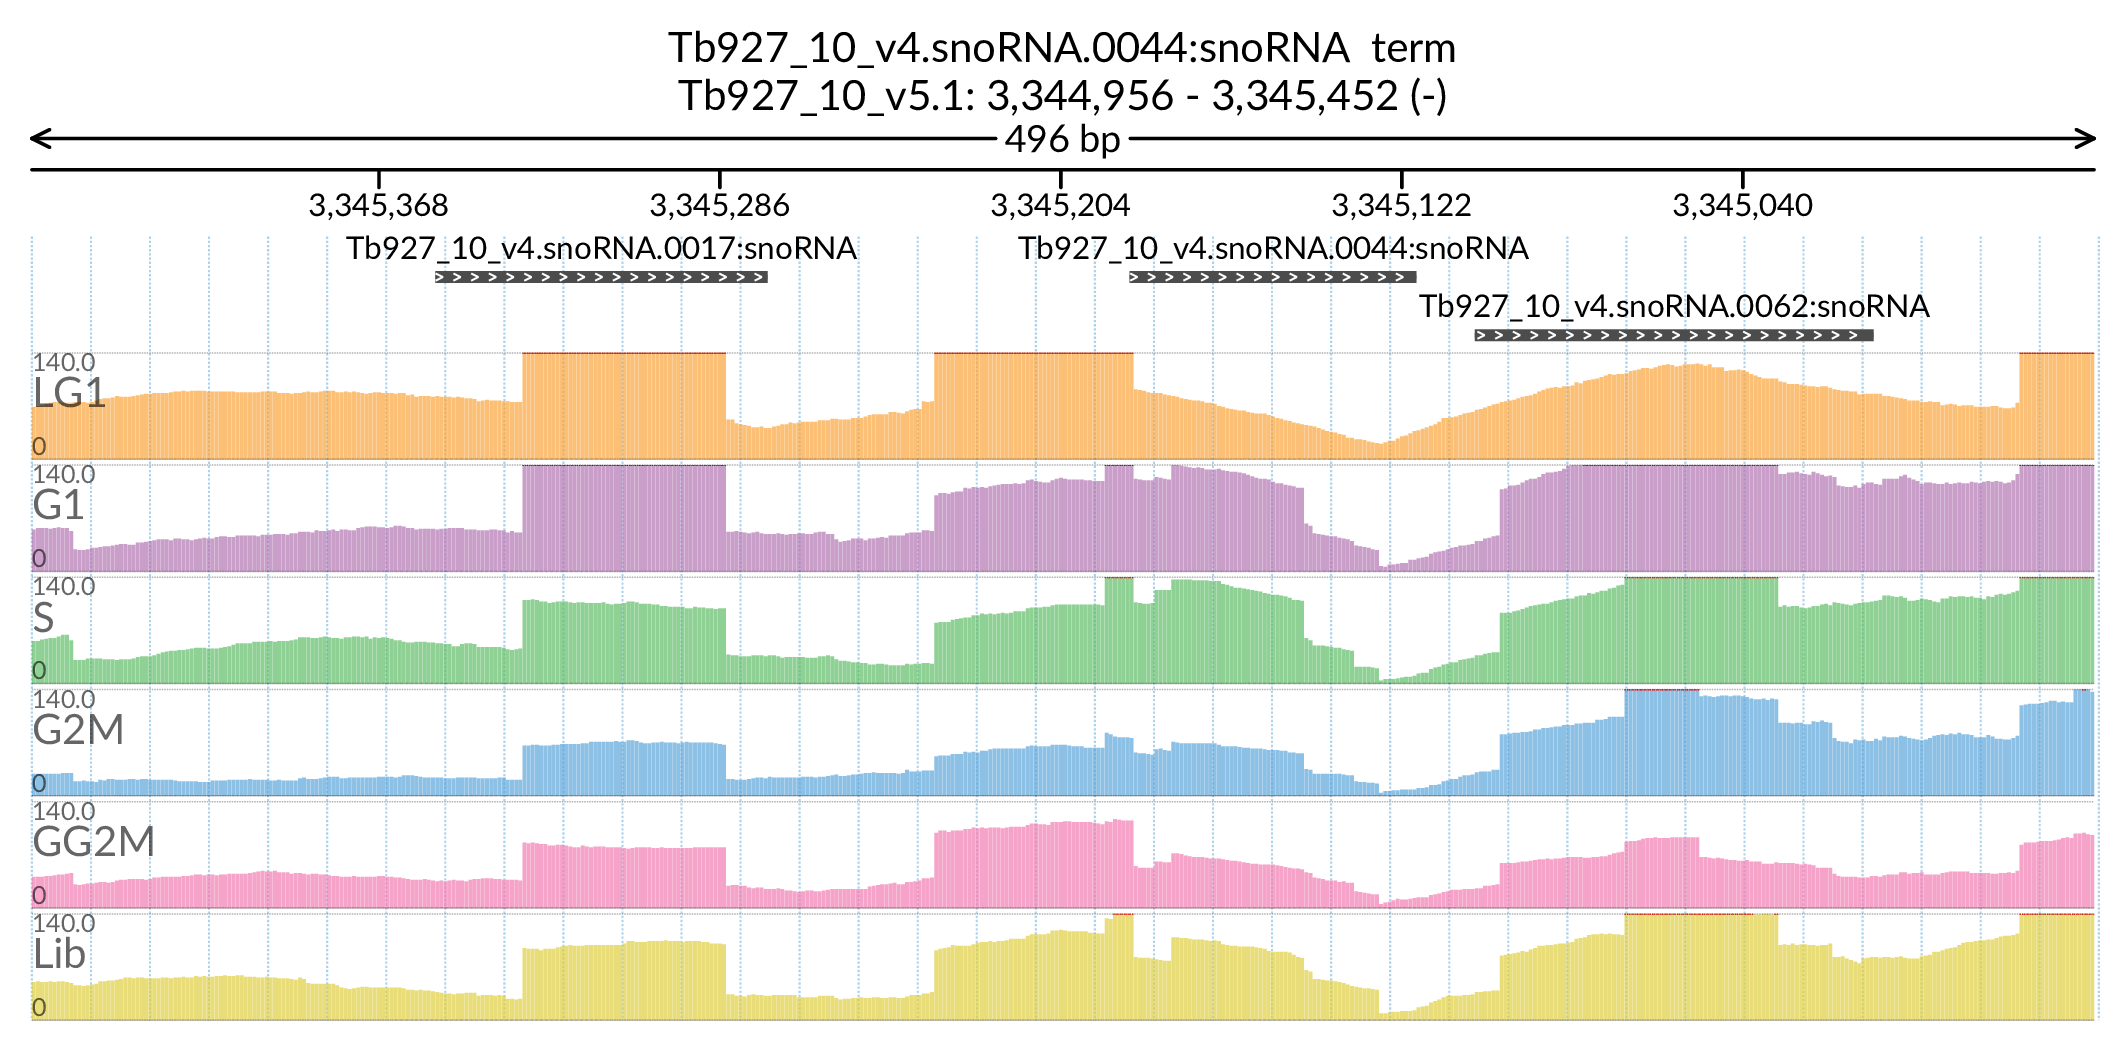 Tb927_10_v4.snoRNA.0044:snoRNA term
Tb927_10_v5.1: 3,344,956 - 3,345,452 (-)
496 bp
3,345,368 3,345,286 3,345,204 3,345,122 3,345,040
Tb927_10_v4.snoRNA.0017:snoRNA Tb927_10_v4.snoRNA.0044:snoRNA
Tb927_10_v4.snoRNA.0062:snoRNA
140.0
LG1
0
140.0
G1
0
140.0
S
0
140.0
G2M
0
140.0
GG2M
0
140.0
Lib
0